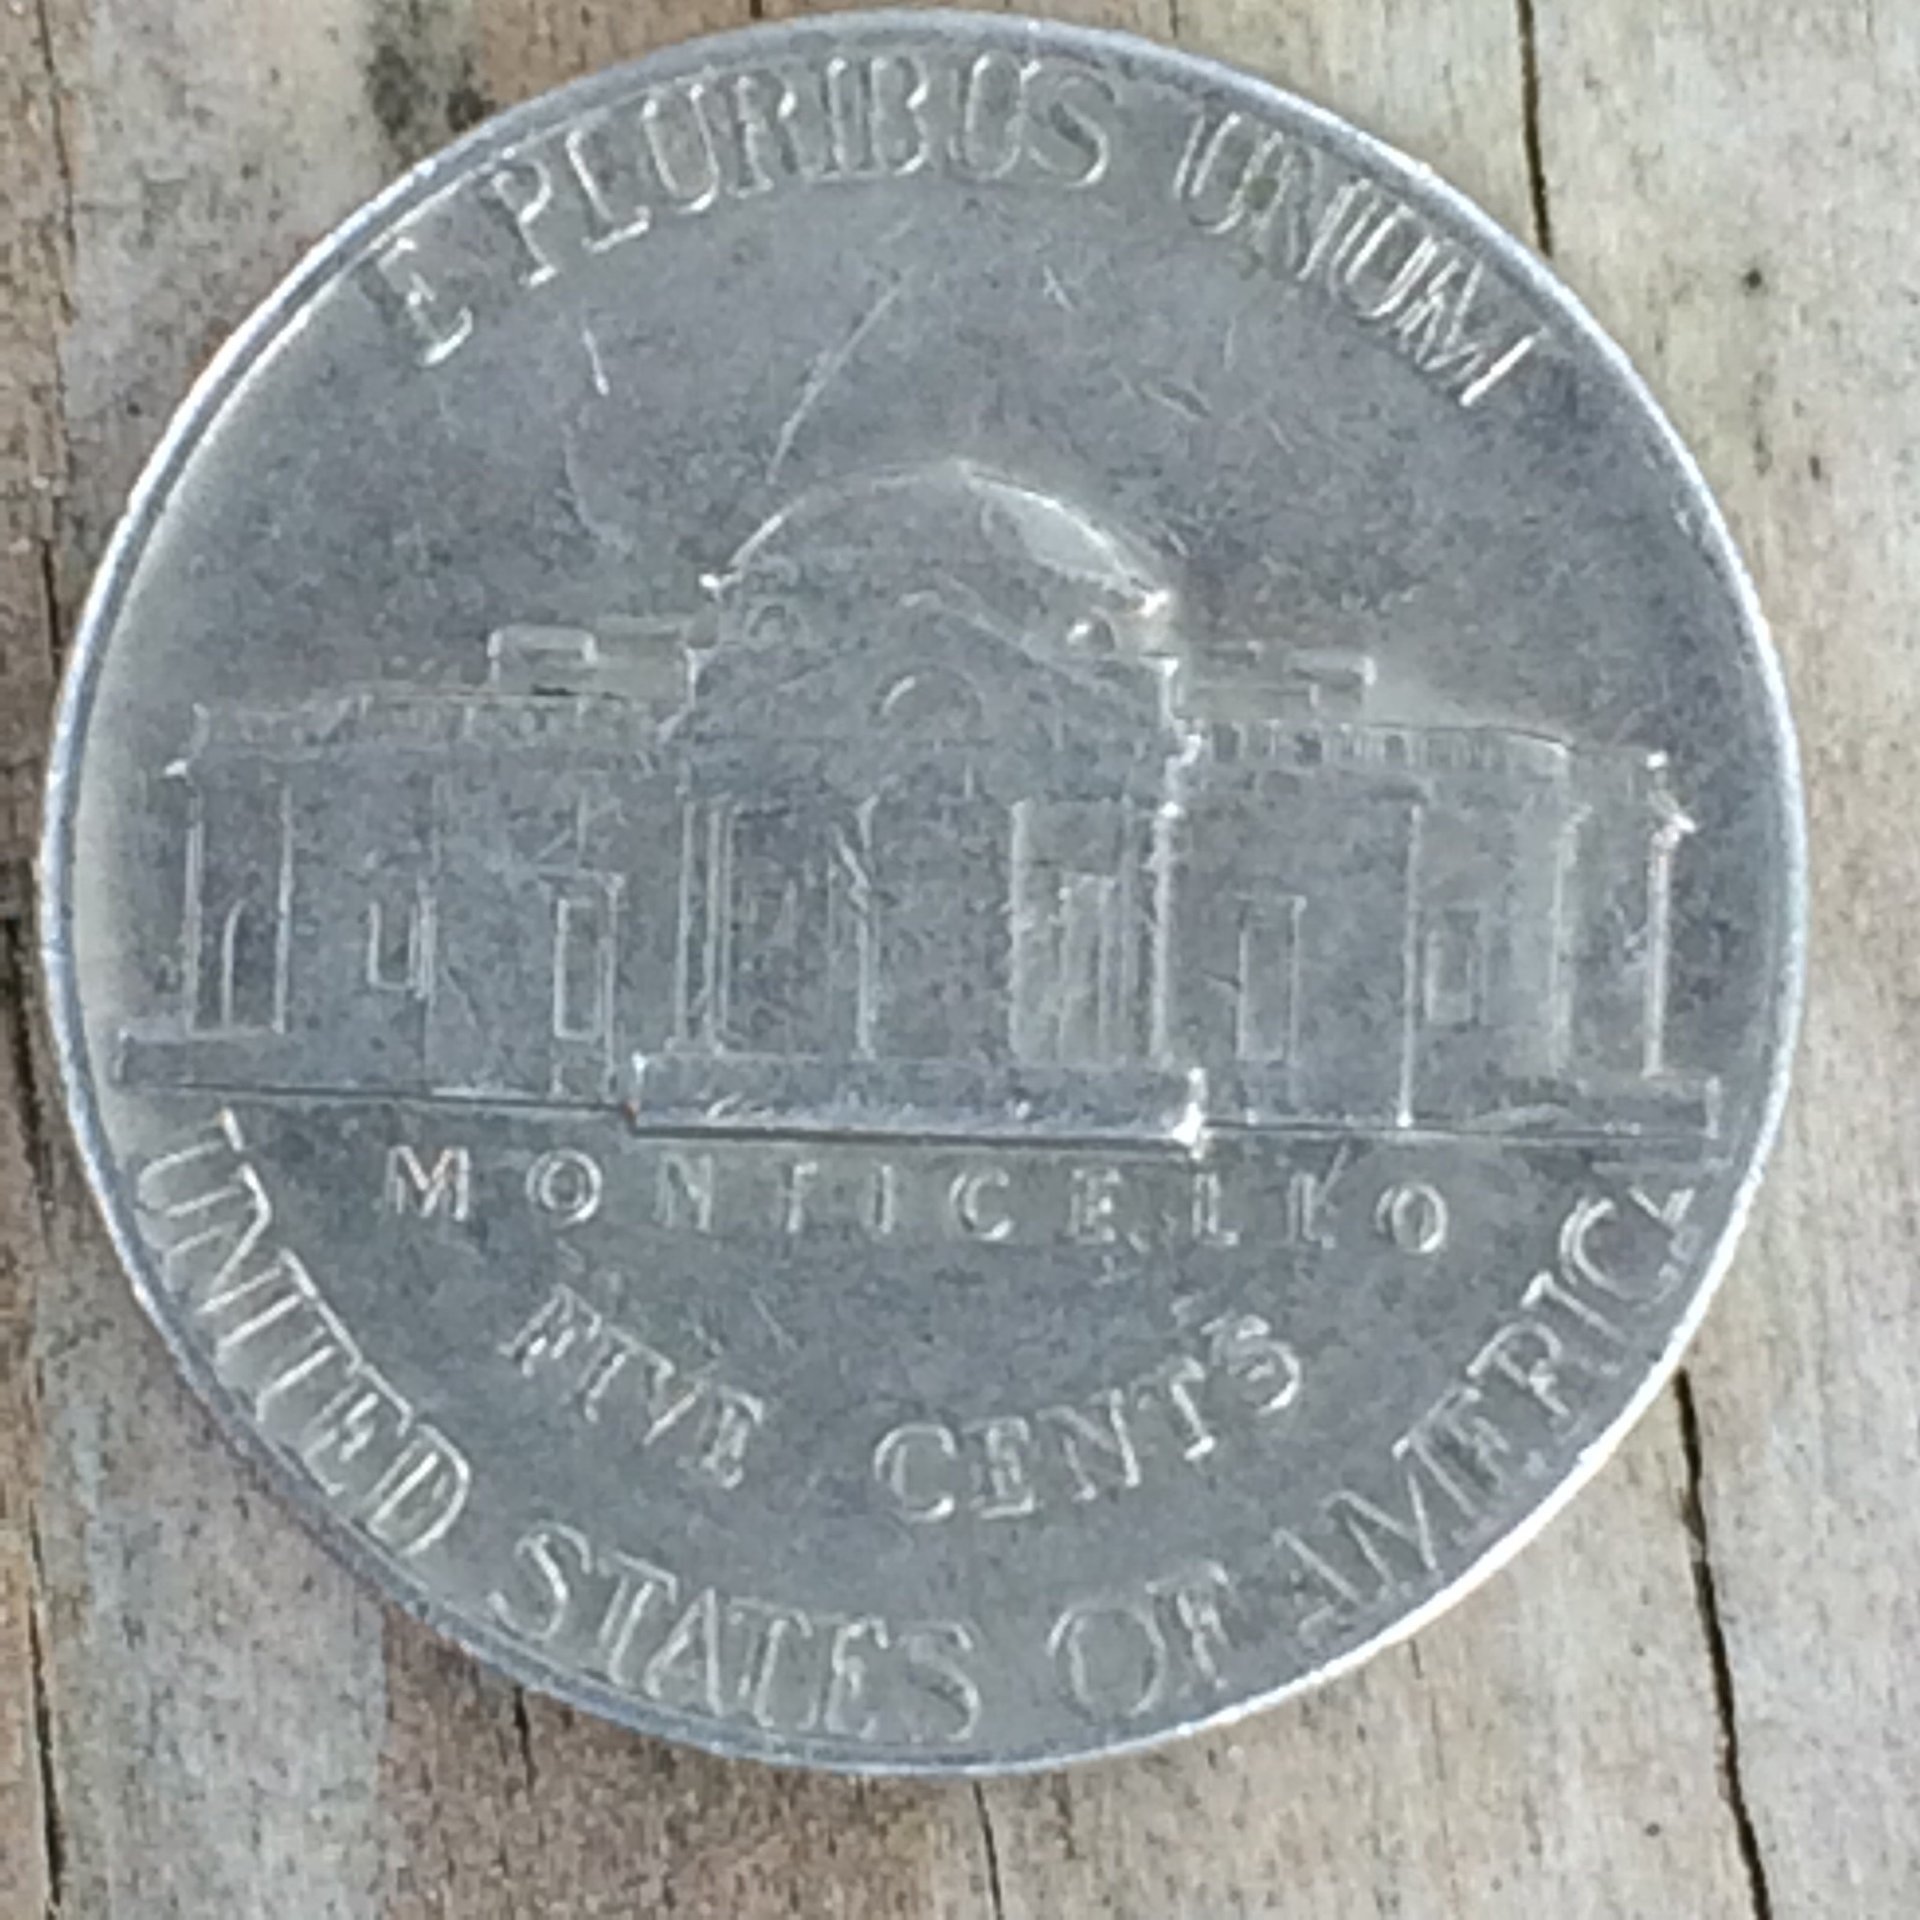 E PLURIBUS UNUM
MONTICELLO
FIVE CENTS
UNITED STATES OF AMERICA